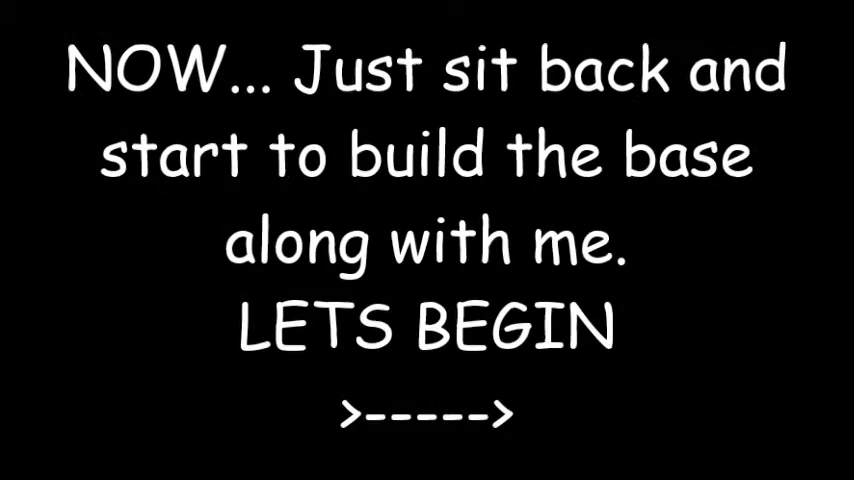 NOW... Just sit back and
start to build the base
along with me.
LETS BEGIN
>----->